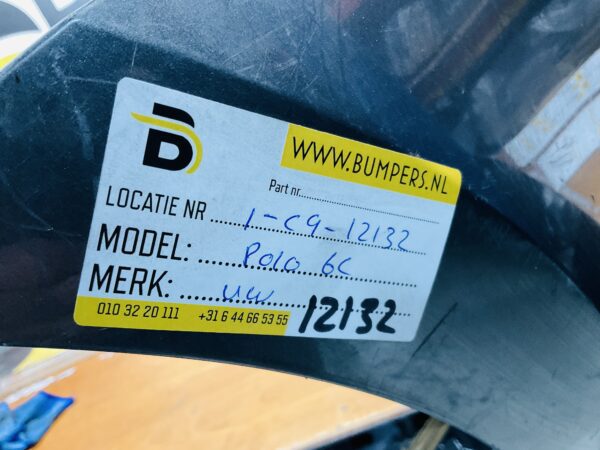 B
WWW.BUMPERS.NL
Part nr.
LOCATIE NR 1-C9-12132
MODEL: Polo 6C
MERK: VW
010 32 20 111 +31 6 44 66 53 55
12132